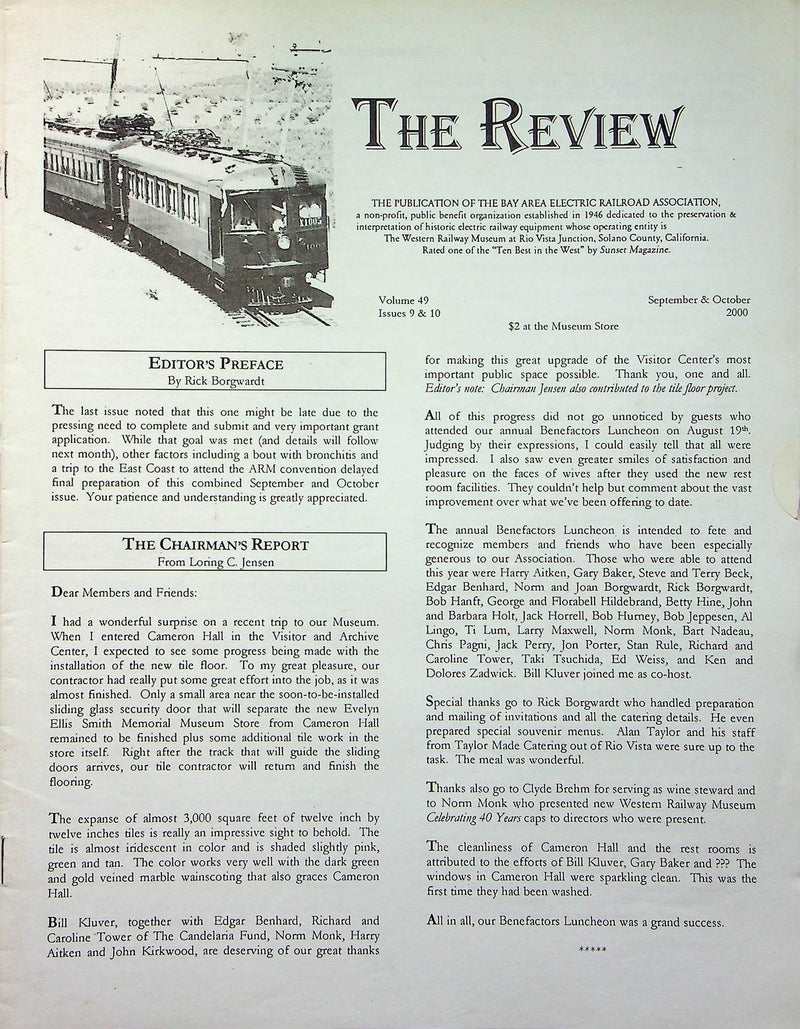 THE REVIEW
THE PUBLICATION OF THE BAY AREA ELECTRIC RAILROAD ASSOCIATION,
a non-profit, public benefit organization established in 1946 dedicated to the preservation &
interpretation of historic electric railway equipment whose operating entity is
The Western Railway Museum at Rio Vista Junction, Solano County, California.
Rated one of the "Ten Best in the West" by Sunset Magazine.
Volume 49
Issues 9 & 10
September & October
2000
$2 at the Museum Store
EDITOR'S PREFACE
By Rick Borgwardt
The last issue noted that this one might be late due to the
pressing need to complete and submit and very important grant
application. While that goal was met (and details will follow
next month), other factors including a bout with bronchitis and
a trip to the East Coast to attend the ARM convention delayed
final preparation of this combined September and October
issue. Your patience and understanding is greatly appreciated.
THE CHAIRMAN'S REPORT
From Loring C. Jensen
Dear Members and Friends:
I had a wonderful surprise on a recent trip to our Museum.
When I entered Cameron Hall in the Visitor and Archive
Center, I expected to see some progress being made with the
installation of the new tile floor. To my great pleasure, our
contractor had really put some great effort into the job, as it was
almost finished. Only a small area near the soon-to-be-installed
sliding glass security door that will separate the new Evelyn
Ellis Smith Memorial Museum Store from Cameron Hall
remained to be finished plus some additional tile work in the
store itself. Right after the track that will guide the sliding
doors arrives, our tile contractor will return and finish the
flooring.
The expanse of almost 3,000 square feet of twelve inch by
twelve inches tiles is really an impressive sight to behold. The
tile is almost iridescent in color and is shaded slightly pink,
green and tan. The color works very well with the dark green
and gold veined marble wainscoting that also graces Cameron
Hall.
Bill Kluver, together with Edgar Benhard, Richard and
Caroline Tower of The Candelaria Fund, Norm Monk, Harry
Aitken and John Kirkwood, are deserving of our great thanks
for making this great upgrade of the Visitor Center's most
important public space possible. Thank you, one and all.
Editor's note: Chairman Jensen also contributed to the tile floor project.
All of this progress did not go unnoticed by guests who
attended our annual Benefactors Luncheon on August 19th.
Judging by their expressions, I could easily tell that all were
impressed. I also saw even greater smiles of satisfaction and
pleasure on the faces of wives after they used the new rest
room facilities. They couldn't help but comment about the vast
improvement over what we've been offering to date.
The annual Benefactors Luncheon is intended to fete and
recognize members and friends who have been especially
generous to our Association. Those who were able to attend
this year were Harry Aitken, Gary Baker, Steve and Terry Beck,
Edgar Benhard, Norm and Joan Borgwardt, Rick Borgwardt,
Bob Hanft, George and Florabell Hildebrand, Betty Hine, John
and Barbara Holt, Jack Horrell, Bob Hurney, Bob Jeppesen, Al
Lingo, Ti Lum, Larry Maxwell, Norm Monk, Bart Nadeau,
Chris Pagni, Jack Perry, Jon Porter, Stan Rule, Richard and
Caroline Tower, Taki Tsuchida, Ed Weiss, and Ken and
Dolores Zadwick. Bill Kluver joined me as co-host.
Special thanks go to Rick Borgwardt who handled preparation
and mailing of invitations and all the catering details. He even
prepared special souvenir menus. Alan Taylor and his staff
from Taylor Made Catering out of Rio Vista were sure up to the
task. The meal was wonderful.
Thanks also go to Clyde Brehm for serving as wine steward and
to Norm Monk who presented new Western Railway Museum
Celebrating 40 Years caps to directors who were present.
The cleanliness of Cameron Hall and the rest rooms is
attributed to the efforts of Bill Kluver, Gary Baker and ??? The
windows in Cameron Hall were sparkling clean. This was the
first time they had been washed.
All in all, our Benefactors Luncheon was a grand success.
*****